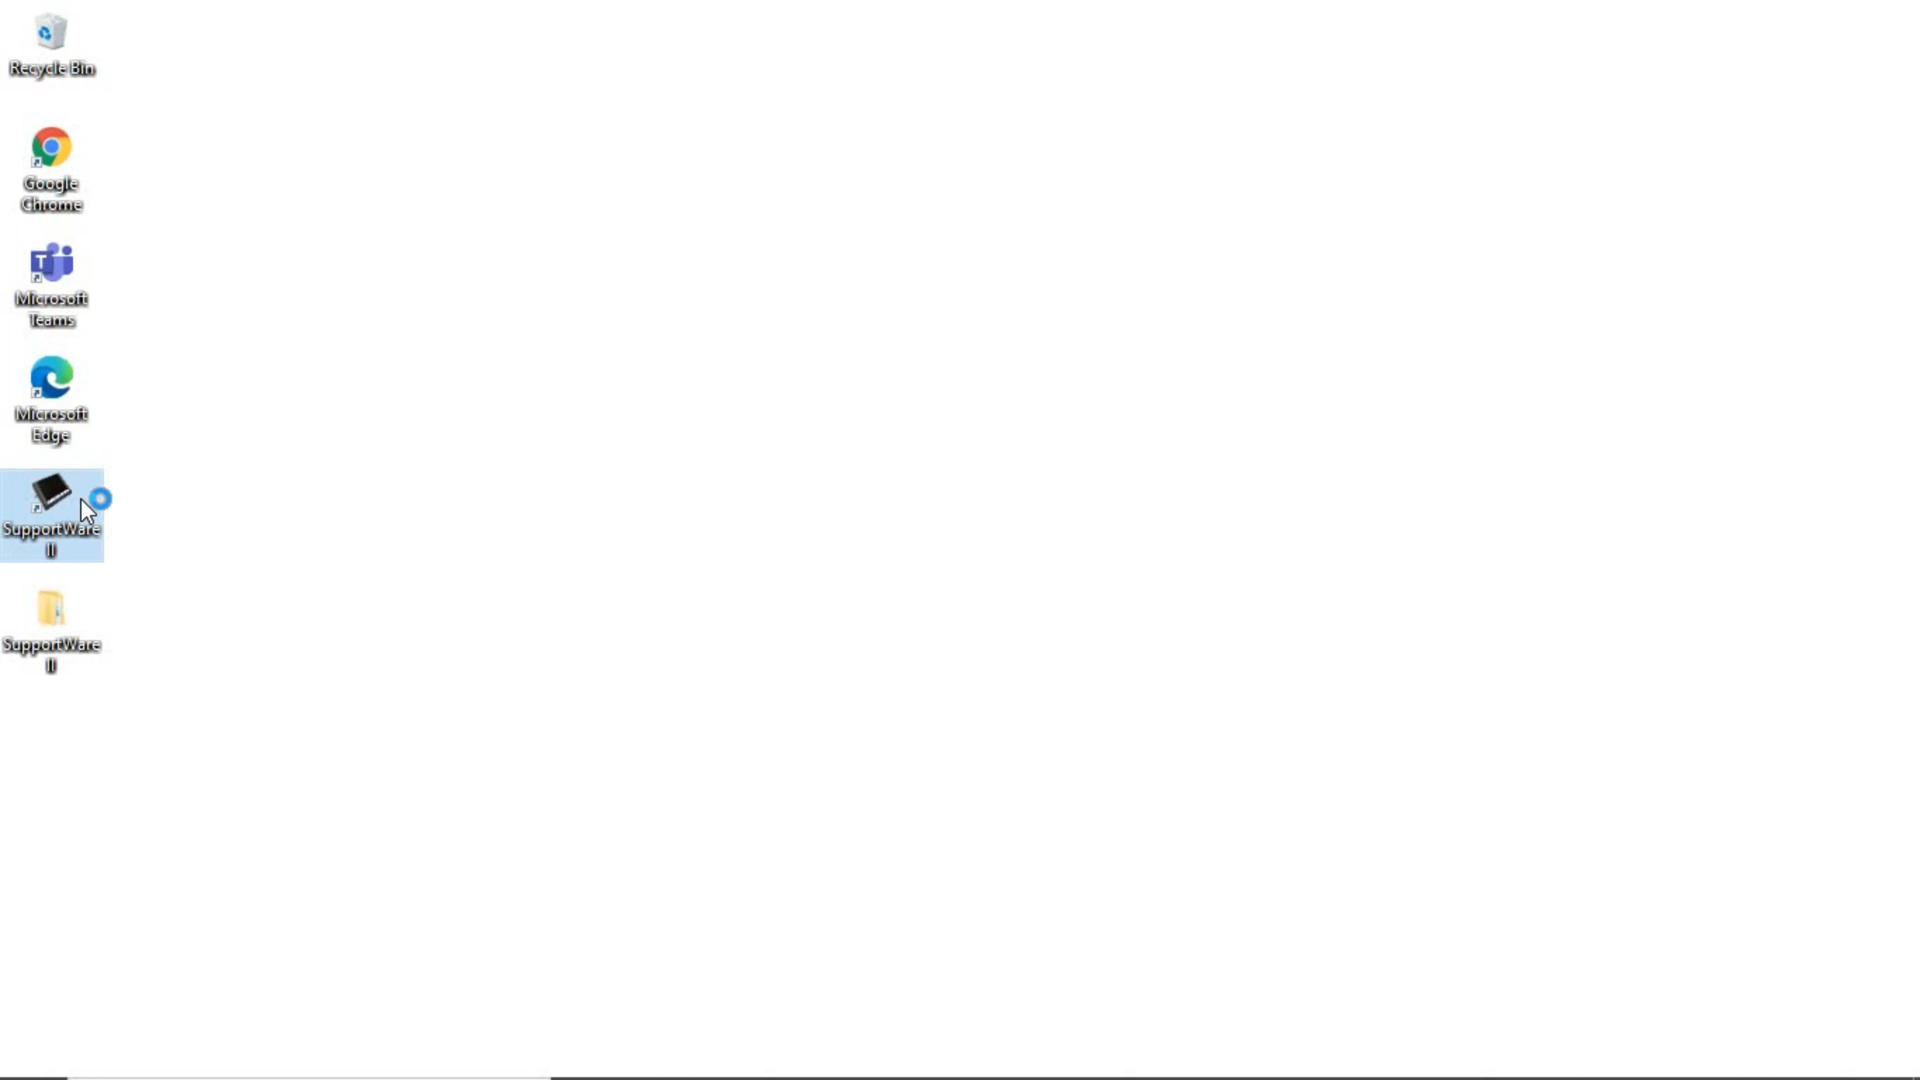 Recycle Bin
Google
Chrome
T
Microsoft
Teams
Microsoft
Edge
SupportWare
II
SupportWare
II